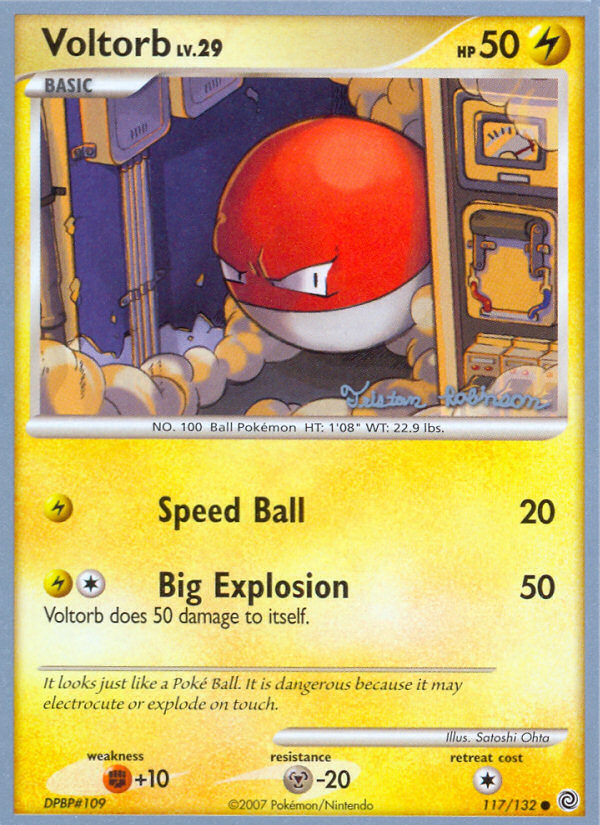 Voltorb LV.29 HP 50
BASIC
Tristan Robinson
NO. 100 Ball Pokémon HT: 1'08" WT: 22.9 lbs.
Speed Ball 20
Big Explosion 50
Voltorb does 50 damage to itself.
It looks just like a Poké Ball. It is dangerous because it may
electrocute or explode on touch.
Illus. Satoshi Ohta
weakness resistance retreat cost
+10 -20
DPBP#109 ©2007 Pokémon/Nintendo 117/132